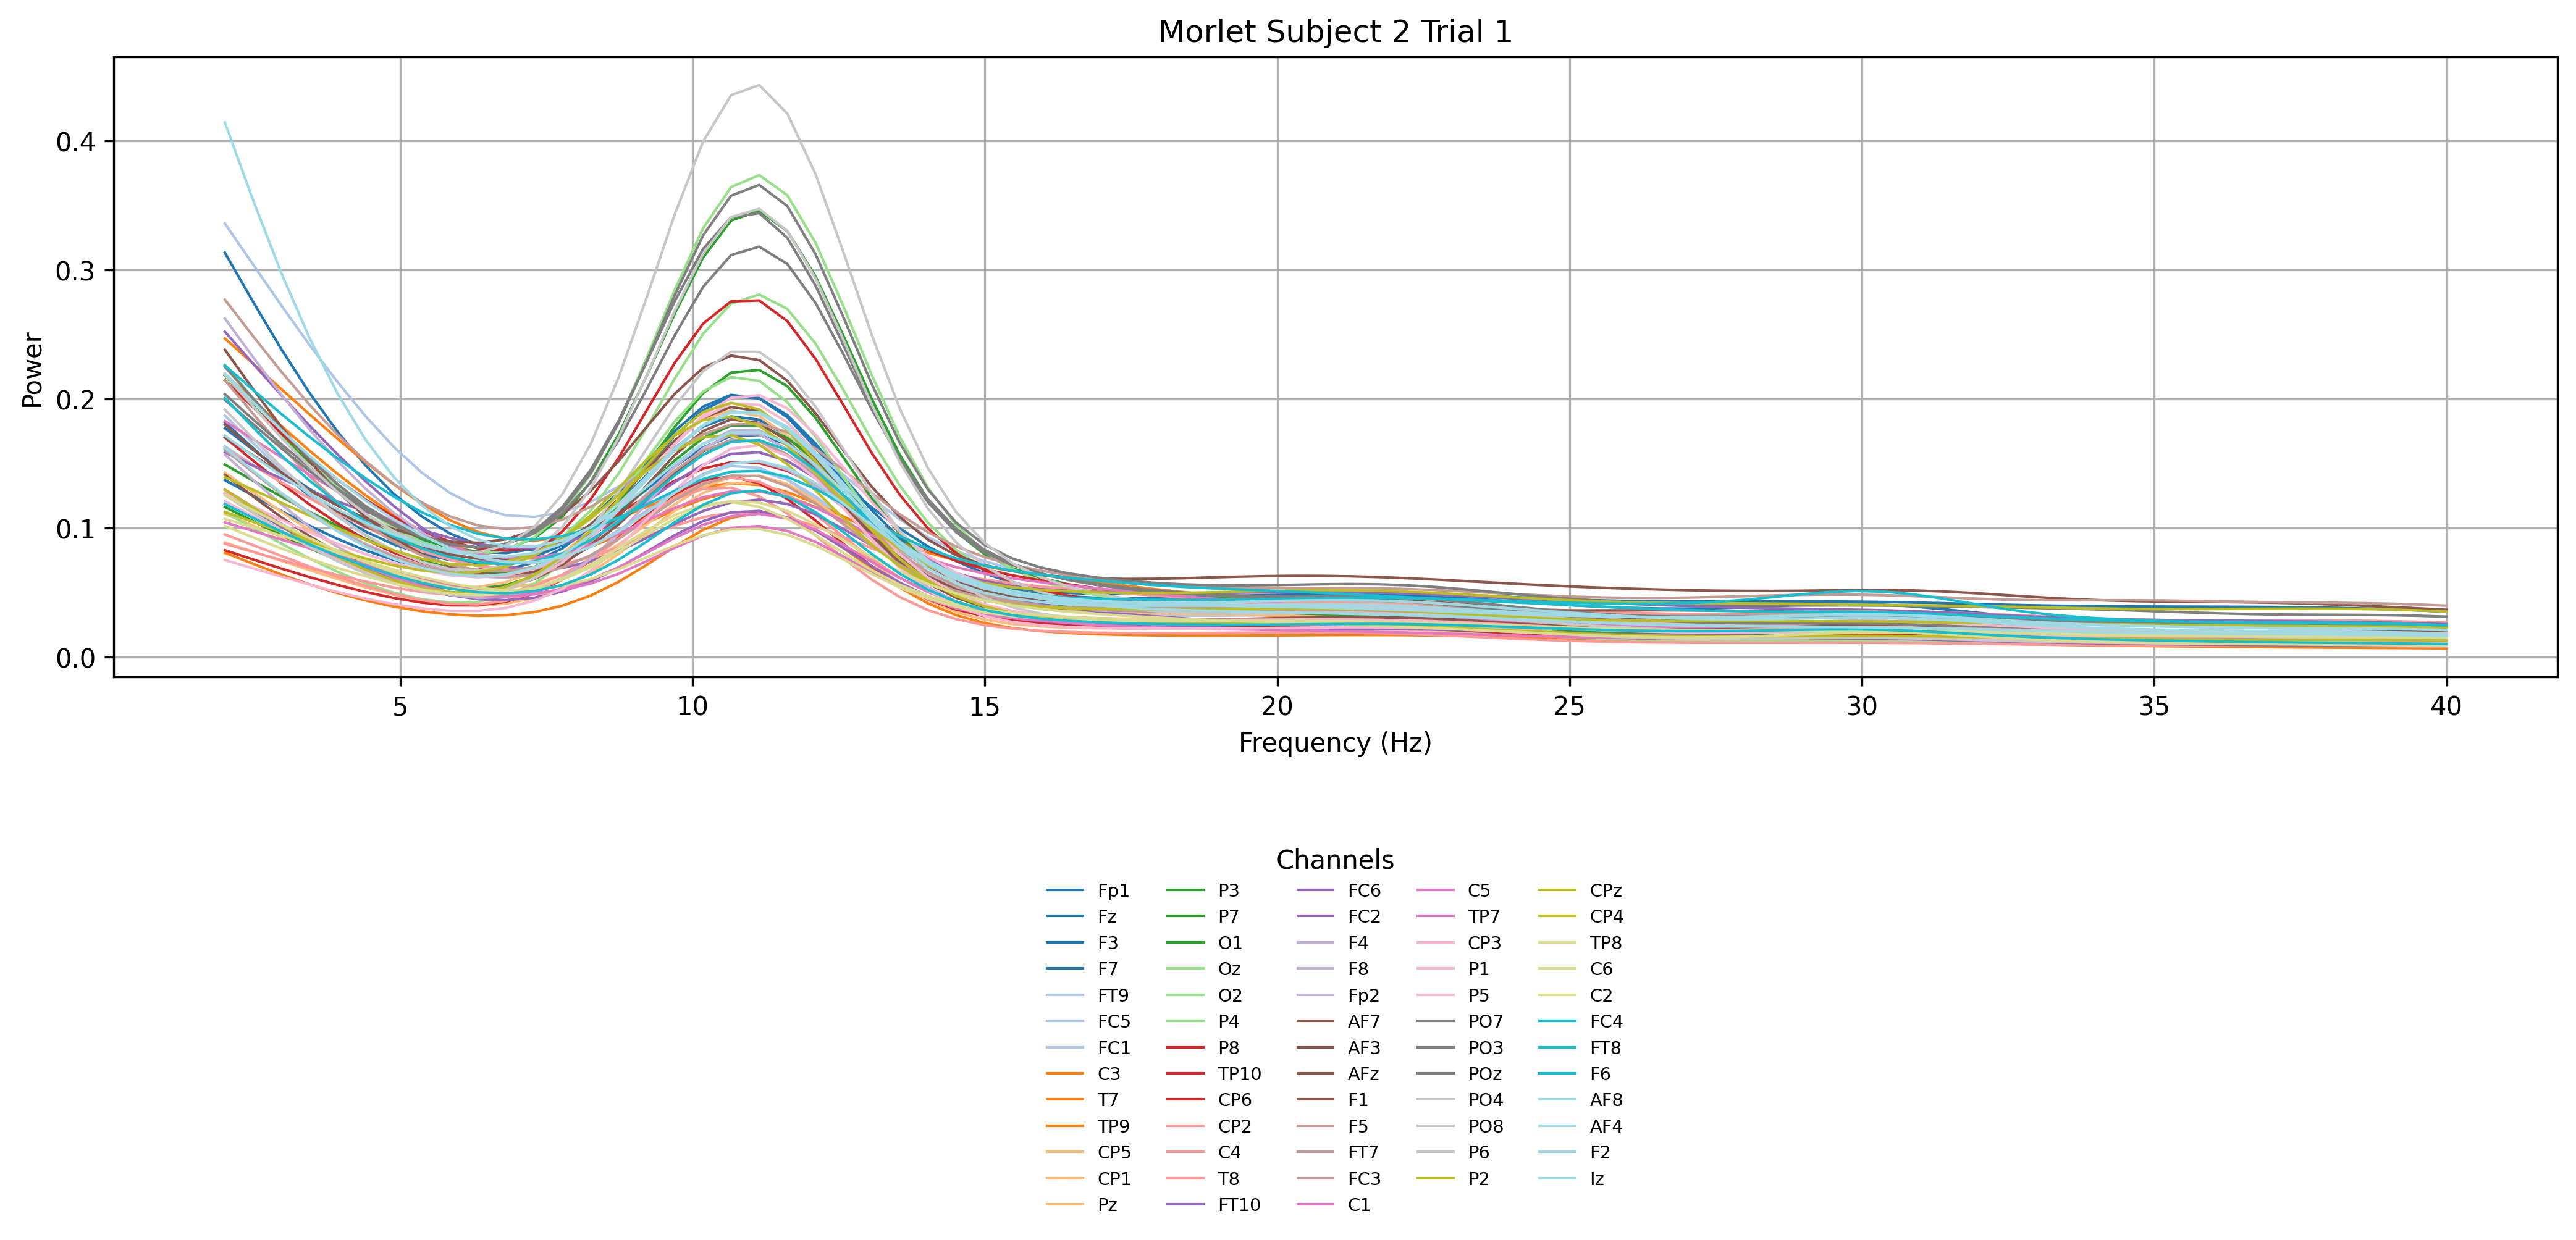 Morlet Subject 2 Trial 1
Power
0.4
0.3
0.2
0.1
0.0
5 10 15 20 25 30 35 40
Frequency (Hz)
Channels
Fp1 P3 FC6 C5 CPz
Fz P7 FC2 TP7 CP4
F3 O1 F4 CP3 TP8
F7 Oz F8 P1 C6
FT9 O2 Fp2 P5 C2
FC5 P4 AF7 PO7 FC4
FC1 P8 AF3 PO3 FT8
C3 TP10 AFz POz F6
T7 CP6 F1 PO4 AF8
TP9 CP2 F5 PO8 AF4
CP5 C4 FT7 P6 F2
CP1 T8 FC3 P2 Iz
Pz FT10 C1